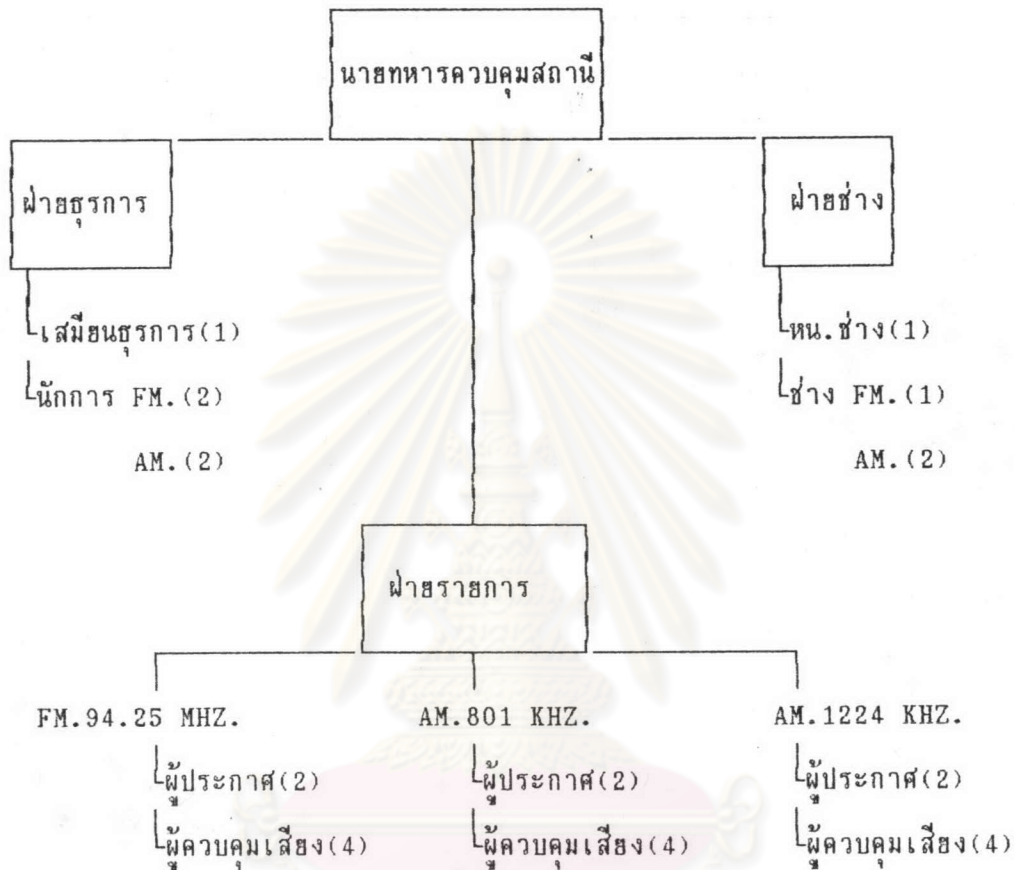 นายทหารควบคุมสถานี
ฝ่ายธุรการ
ฝ่ายช่าง
เสมียนธุรการ(1)
หน.ช่าง(1)
นักการ FM.(2)
ช่าง FM.(1)
AM.(2)
AM.(2)
ฝ่ายรายการ
FM.94.25 MHZ.
AM.801 KHZ.
AM.1224 KHZ.
ผู้ประกาศ(2)
ผู้ประกาศ(2)
ผู้ประกาศ(2)
ผู้ควบคุมเสียง(4)
ผู้ควบคุมเสียง(4)
ผู้ควบคุมเสียง(4)